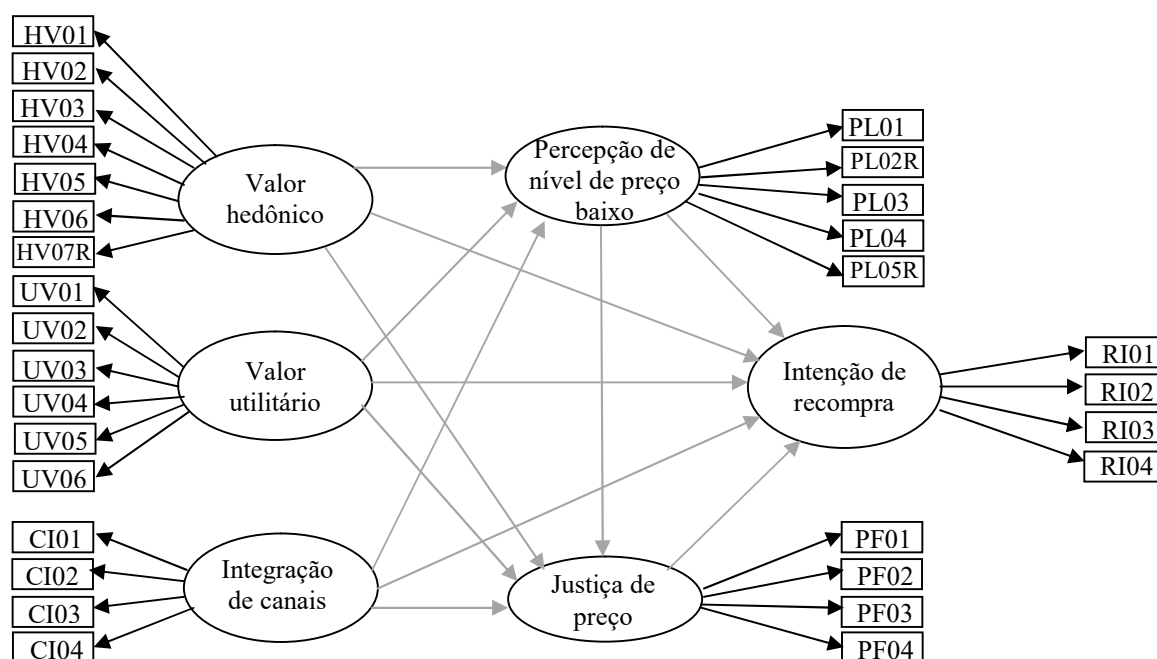 HV01
HV02
HV03
HV04
HV05
HV06
HV07R
Valor
hedônico
UV01
UV02
UV03
UV04
UV05
UV06
Valor
utilitário
CI01
CI02
CI03
CI04
Integração
de canais
Percepção de
nível de preço
baixo
PL01
PL02R
PL03
PL04
PL05R
Intenção de
recompra
RI01
RI02
RI03
RI04
Justiça de
preço
PF01
PF02
PF03
PF04